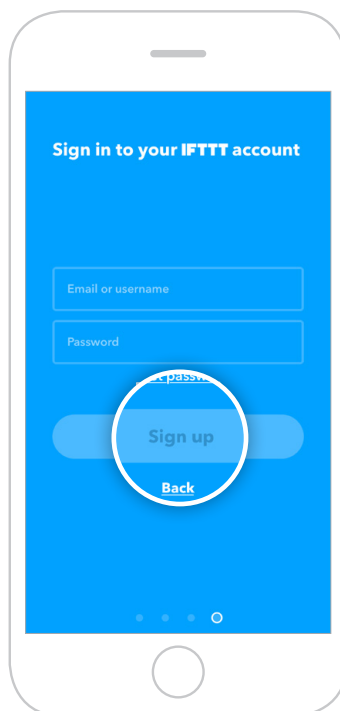 Sign in to your IFTTT account
Email or username
Password
Sign up
Back